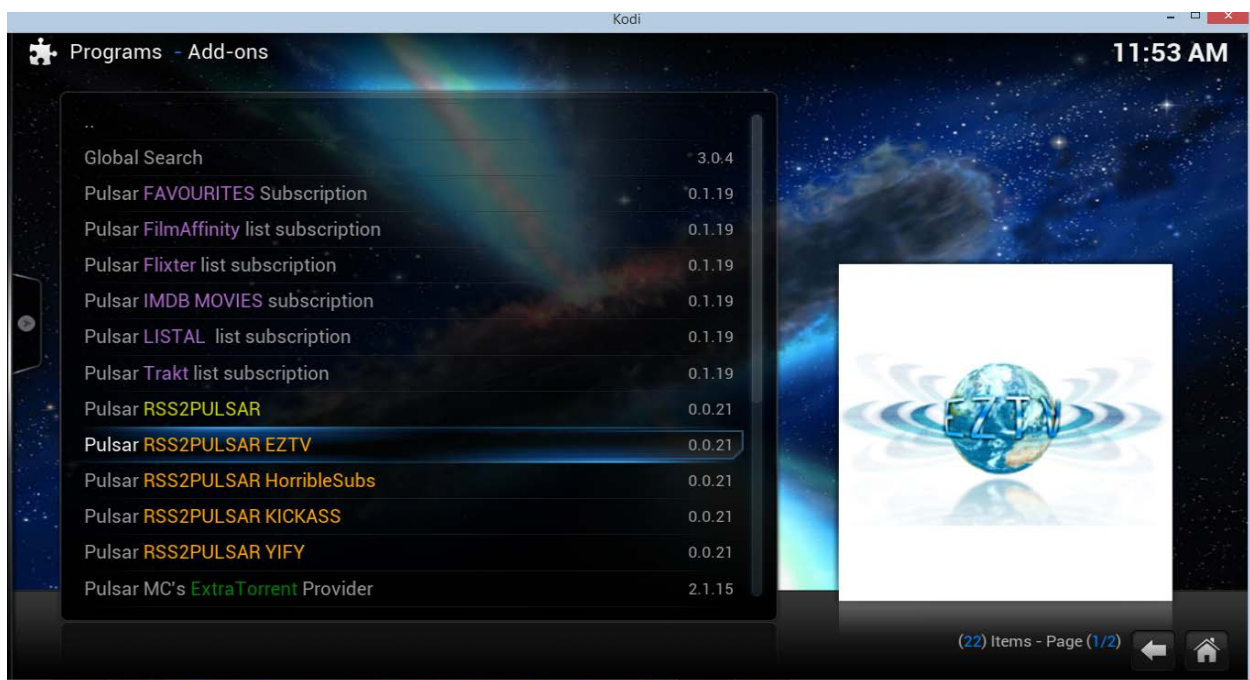 Kodi
Programs - Add-ons
11:53 AM
..
Global Search 3.0.4
Pulsar FAVOURITES Subscription 0.1.19
Pulsar FilmAffinity list subscription 0.1.19
Pulsar Flixter list subscription 0.1.19
Pulsar IMDB MOVIES subscription 0.1.19
Pulsar LISTAL list subscription 0.1.19
Pulsar Trakt list subscription 0.1.19
Pulsar RSS2PULSAR 0.0.21
Pulsar RSS2PULSAR EZTV 0.0.21
Pulsar RSS2PULSAR HorribleSubs 0.0.21
Pulsar RSS2PULSAR KICKASS 0.0.21
Pulsar RSS2PULSAR YIFY 0.0.21
Pulsar MC's ExtraTorrent Provider 2.1.15
EZTV
(22) Items - Page (1/2)